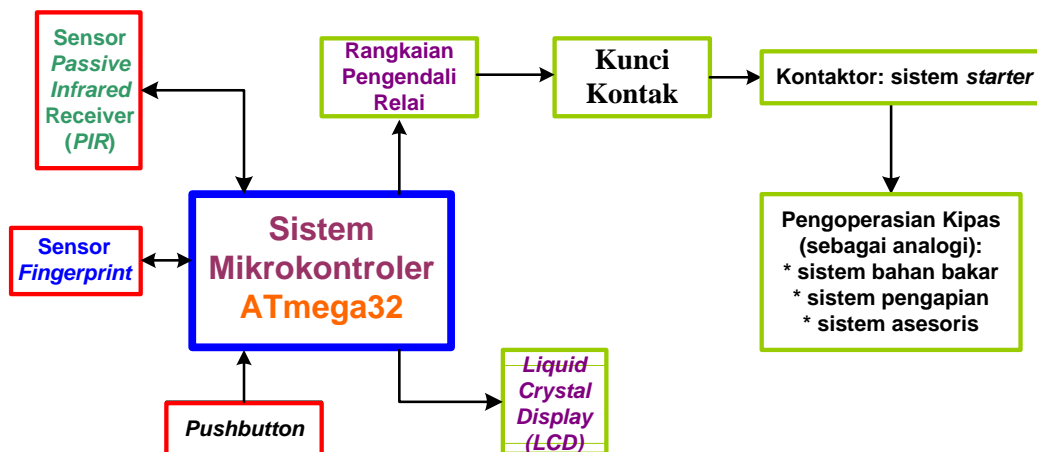 Sensor
Passive
Infrared
Receiver
(PIR)
Rangkaian
Pengendali
Relai
Kunci
Kontak
Kontaktor: sistem starter
Sensor
Fingerprint
Sistem
Mikrokontroler
ATmega32
Pengoperasian Kipas
(sebagai analogi):
* sistem bahan bakar
* sistem pengapian
* sistem asesoris
Pushbutton
Liquid
Crystal
Display
(LCD)